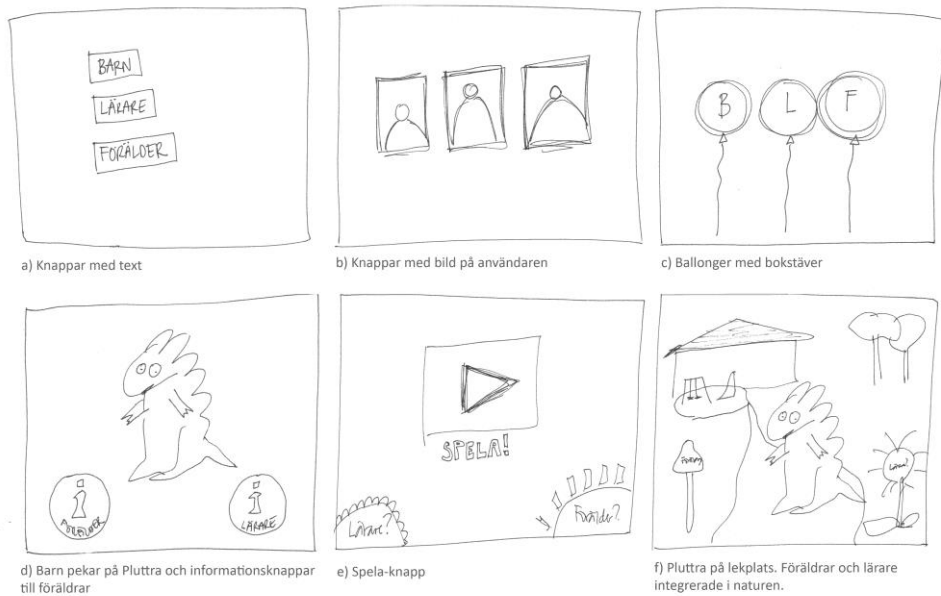 BARN
LÄRARE
FÖRÄLDER
a) Knappar med text
b) Knappar med bild på användaren
B L F
c) Ballonger med bokstäver
i
FÖRÄLDER
i
LÄRARE
d) Barn pekar på Pluttra och informationsknappar
till föräldrar
SPELA!
Lärare?
Förälder?
e) Spela-knapp
Lärare?
f) Pluttra på lekplats. Föräldrar och lärare
integrerade i naturen.